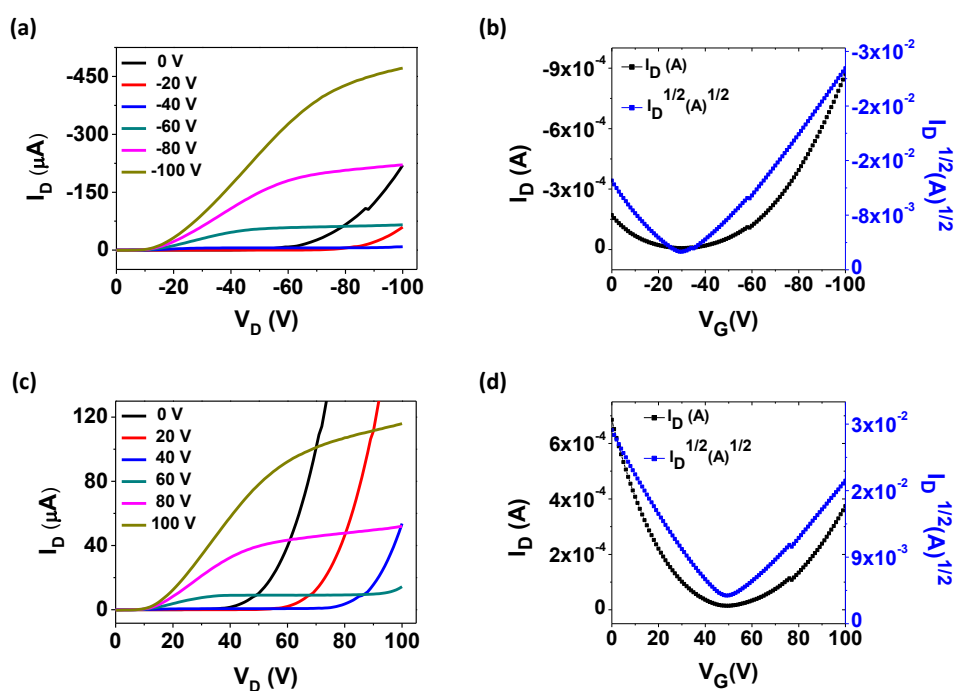 (a)
0 V
-20 V
-40 V
-60 V
-80 V
-100 V
-450
-300
-150
0
I_D (μA)
0 -20 -40 -60 -80 -100
V_D (V)
(b)
I_D (A)
I_D^1/2(A)^1/2
-9x10^-4
-9x10^-4
-6x10^-4
-3x10^-4
0
I_D (A)
-3x10^-2
-2x10^-2
-2x10^-2
-8x10^-3
0
I_D^1/2(A)^1/2
0 -20 -40 -60 -80 -100
V_G(V)
(c)
0 V
20 V
40 V
60 V
80 V
100 V
120
80
40
0
I_D (μA)
0 20 40 60 80 100
V_D (V)
(d)
I_D (A)
I_D^1/2(A)^1/2
6x10^-4
4x10^-4
2x10^-4
0
I_D (A)
3x10^-2
2x10^-2
9x10^-3
0
I_D^1/2(A)^1/2
0 20 40 60 80 100
V_G(V)